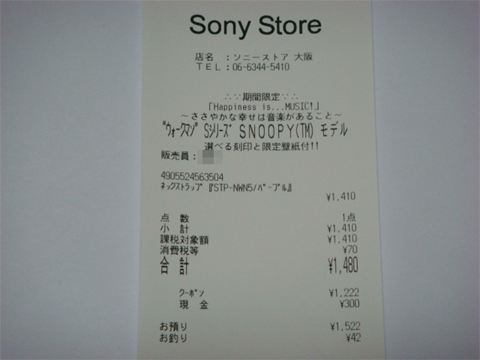 Sony Store
店名 :ソニーストア 大阪
TEL:06-6344-5410
∴∵期間限定∵∴
「Happiness is...MUSIC!」
~ささやかな幸せは音楽があること~
"ウォークマン" Sシリーズ SNOOPY(TM) モデル
選べる刻印と限定壁紙付!!
販売員:
4905524563504
ネックストラップ『STP-NWN5/パープル』
¥1,410
点 数 1点
小 計 ¥1,410
課税対象額 ¥1,410
消費税等 ¥70
合 計 ¥1,480
クーポン ¥1,222
現 金 ¥300
お預り ¥1,522
お釣り ¥42